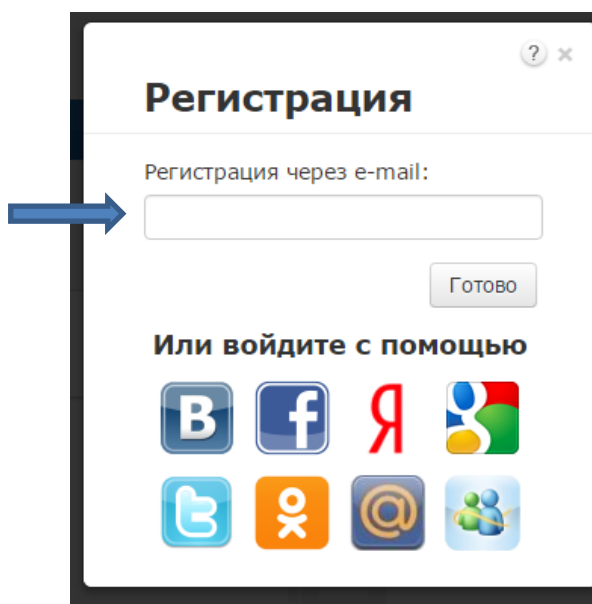 ?
Регистрация
Регистрация через e-mail:
Готово
Или войдите с помощью
В f Я g
t @